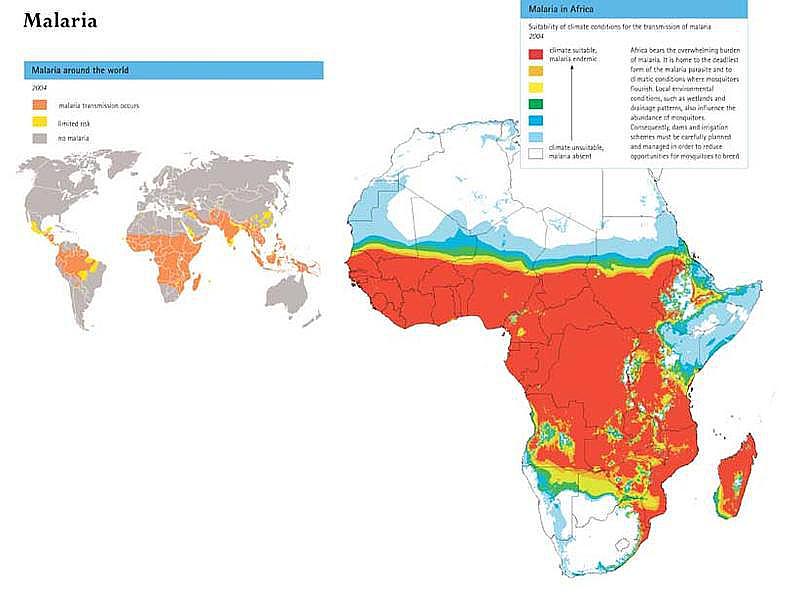 Malaria
Malaria around the world
2004
malaria transmission occurs
limited risk
no malaria
Malaria in Africa
Suitability of climate conditions for the transmission of malaria
2004
climate suitable,
malaria endemic
climate unsuitable,
malaria absent
Africa bears the overwhelming burden
of malaria. It is home to the deadliest
form of the malaria parasite and to
climatic conditions where mosquitoes
flourish. Local environmental
conditions, such as wetlands and
drainage patterns, also influence the
abundance of mosquitoes.
Consequently, dams and irrigation
schemes must be carefully planned
and managed in order to reduce
opportunities for mosquitoes to breed.